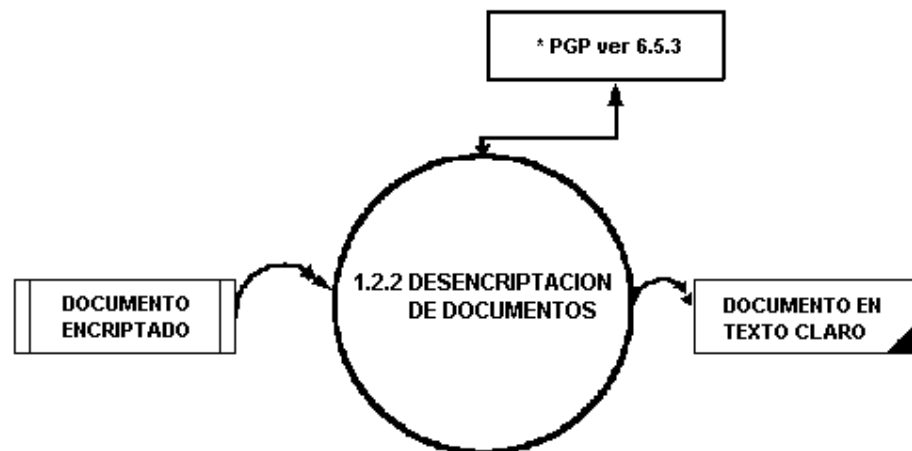 * PGP ver 6.5.3
1.2.2 DESENCRIPTACION
DE DOCUMENTOS
DOCUMENTO
ENCRIPTADO
DOCUMENTO EN
TEXTO CLARO